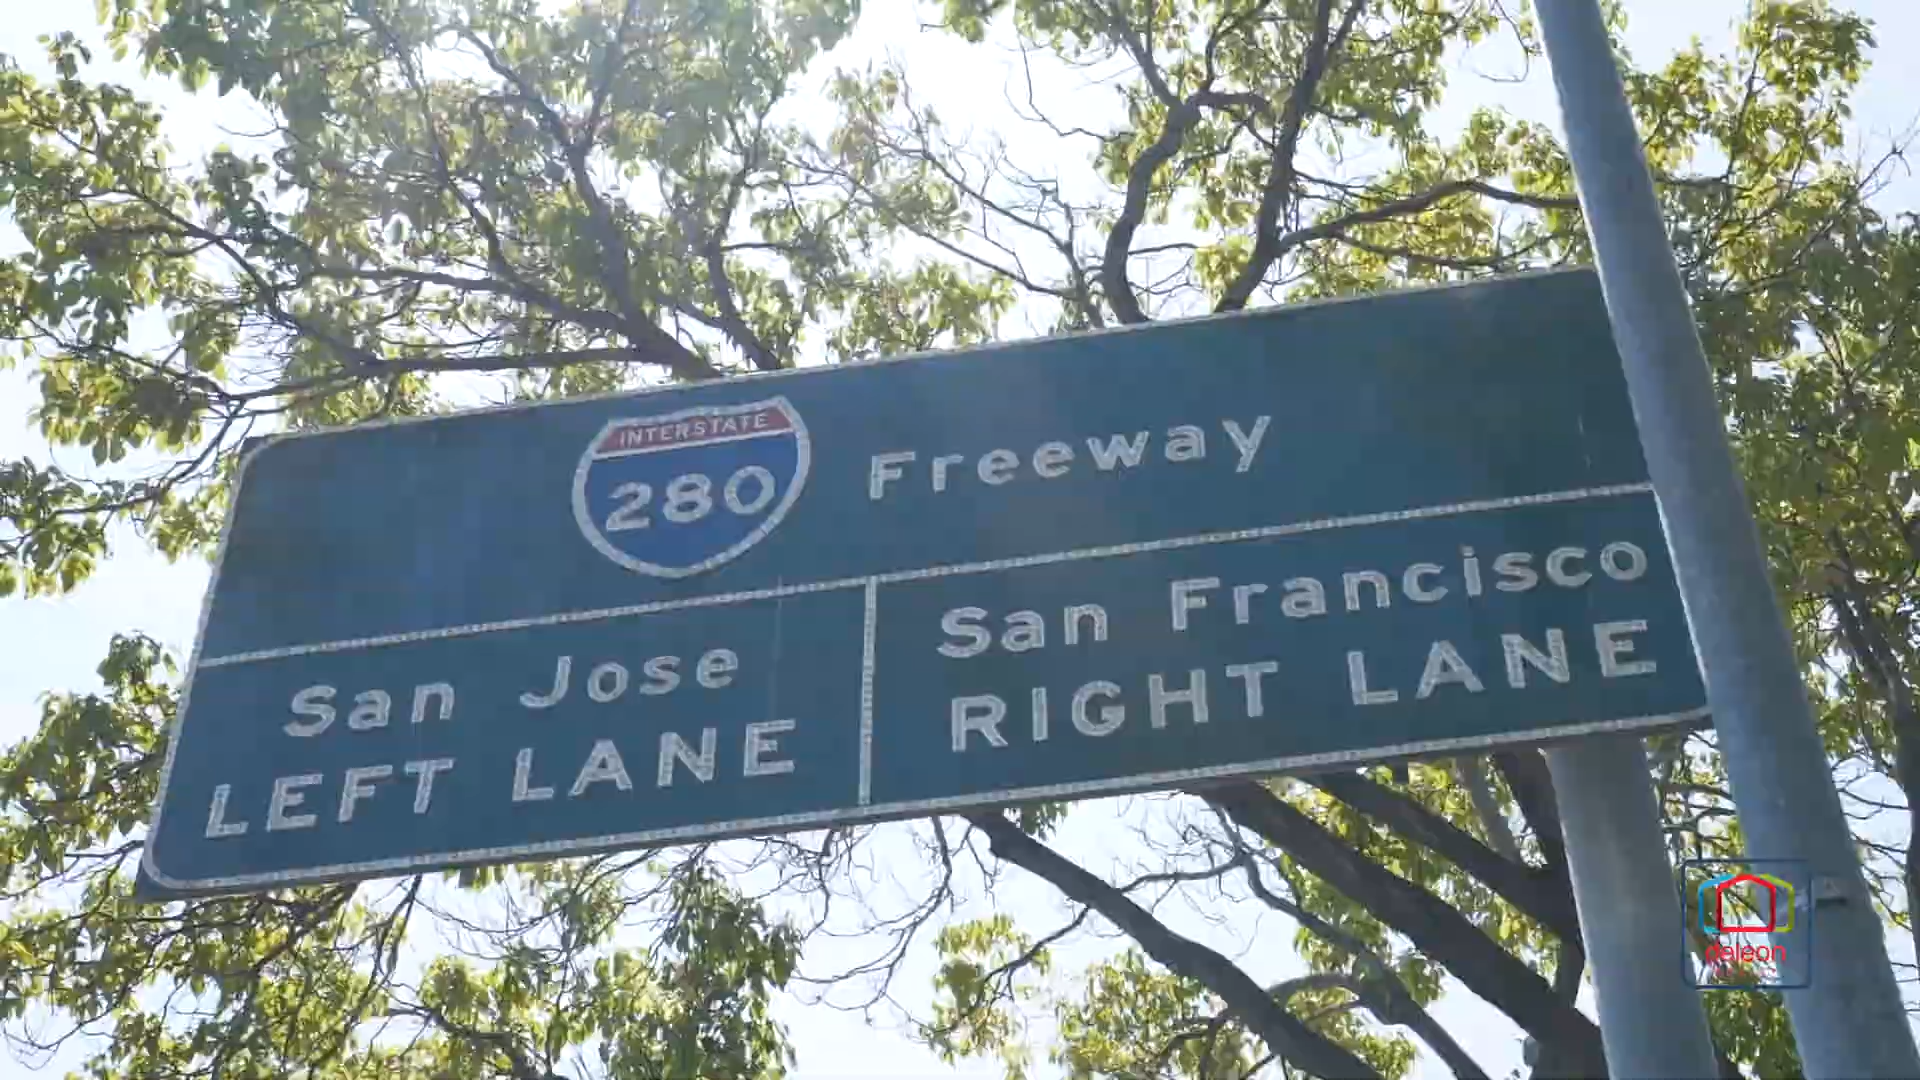 INTERSTATE
280 Freeway
San Jose
LEFT LANE
San Francisco
RIGHT LANE
deleon